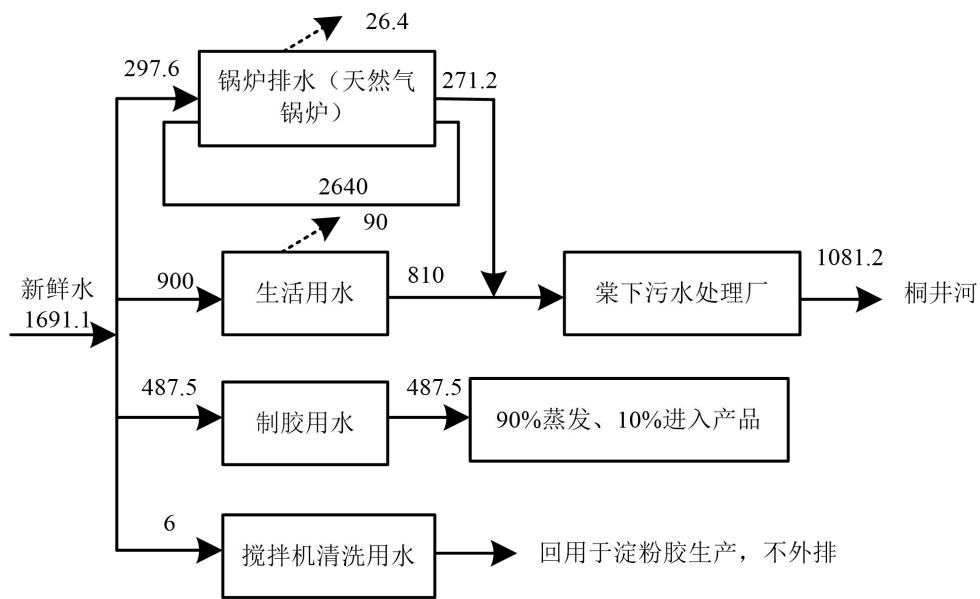 26.4
297.6
锅炉排水（天然气
锅炉）
271.2
2640
90
新鲜水
1691.1
900
生活用水
810
棠下污水处理厂
1081.2
桐井河
487.5
制胶用水
487.5
90%蒸发、10%进入产品
6
搅拌机清洗用水
回用于淀粉胶生产，不外排